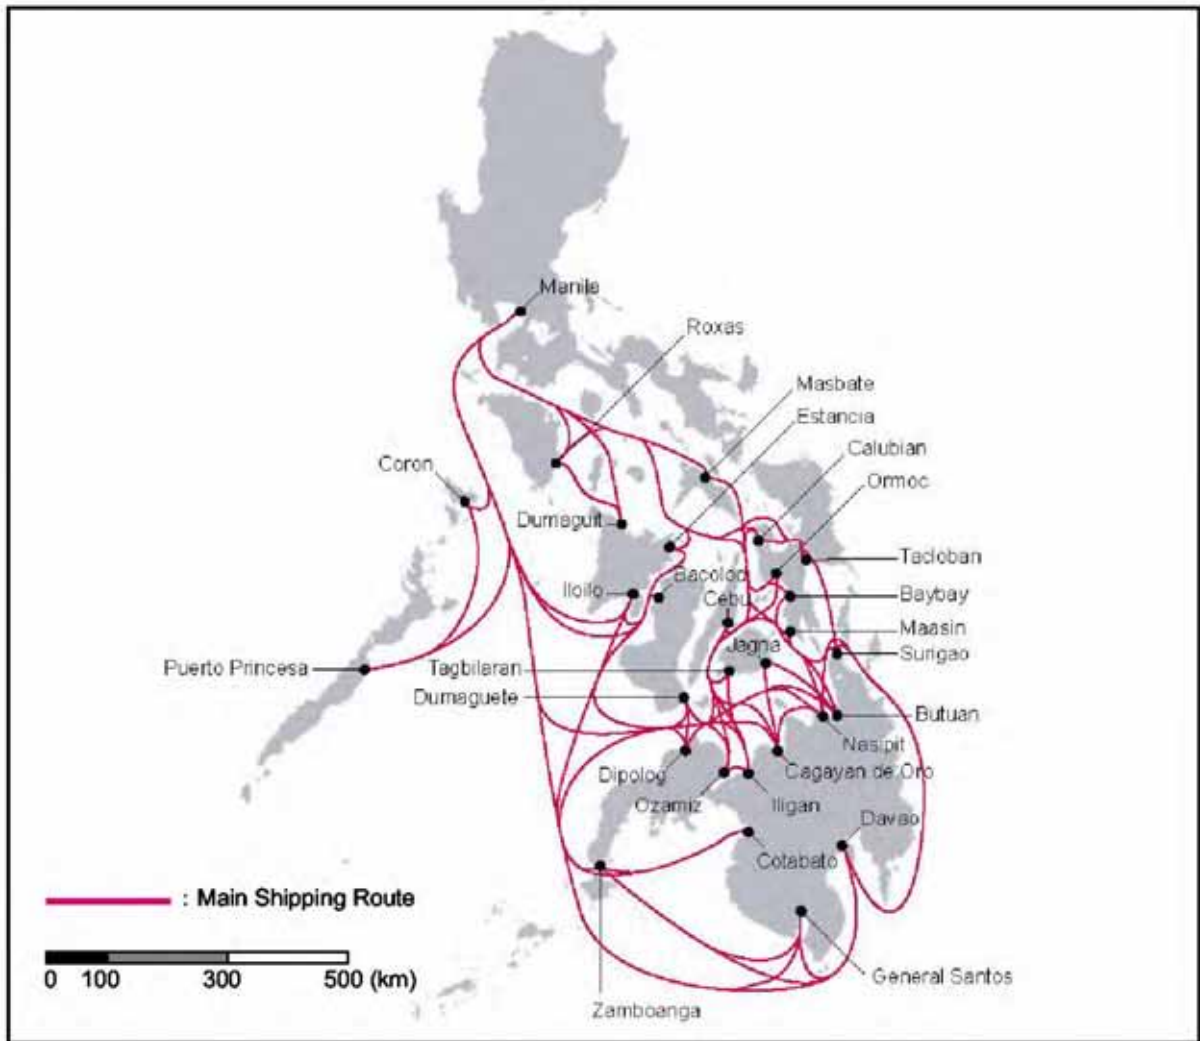 Manila
Roxas
Masbate
Estancia
Calubian
Coron
Ormoc
Dumaguit
Tacloban
Bacolod
Iloilo
Cebu
Baybay
Maasin
Jagna
Surigao
Puerto Princesa
Tagbilaran
Dumaguete
Butuan
Nasipit
Dipolog
Cagayan de Oro
Ozamiz
Iligan
Davao
Cotabato
: Main Shipping Route
0 100 300 500 (km)
General Santos
Zamboanga